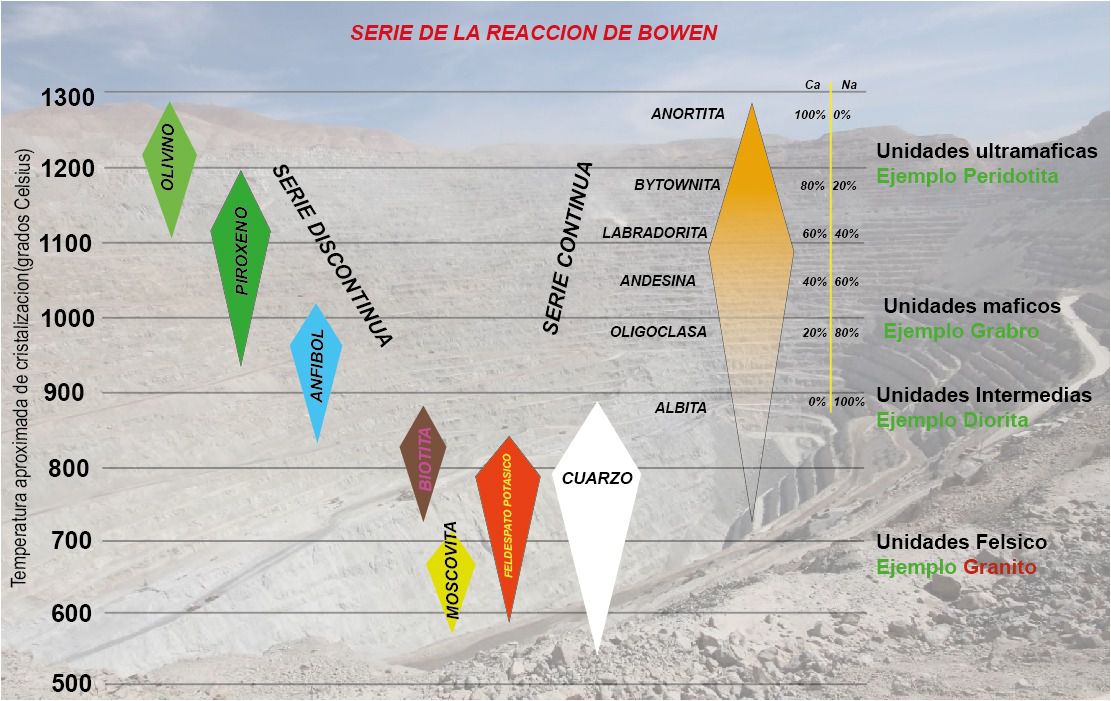 SERIE DE LA REACCION DE BOWEN
Temperatura aproximada de cristalizacion(grados Celsius)
1300
1200
1100
1000
900
800
700
600
500
OLIVINO
PIROXENO
ANFIBOL
BIOTITA
MOSCOVITA
FELDESPATO POTASICO
CUARZO
SERIE DISCONTINUA
SERIE CONTINUA
Ca Na
ANORTITA 100% 0%
BYTOWNITA 80% 20%
LABRADORITA 60% 40%
ANDESINA 40% 60%
OLIGOCLASA 20% 80%
ALBITA 0% 100%
Unidades ultramaficas
Ejemplo Peridotita
Unidades maficos
Ejemplo Grabro
Unidades Intermedias
Ejemplo Diorita
Unidades Felsico
Ejemplo Granito